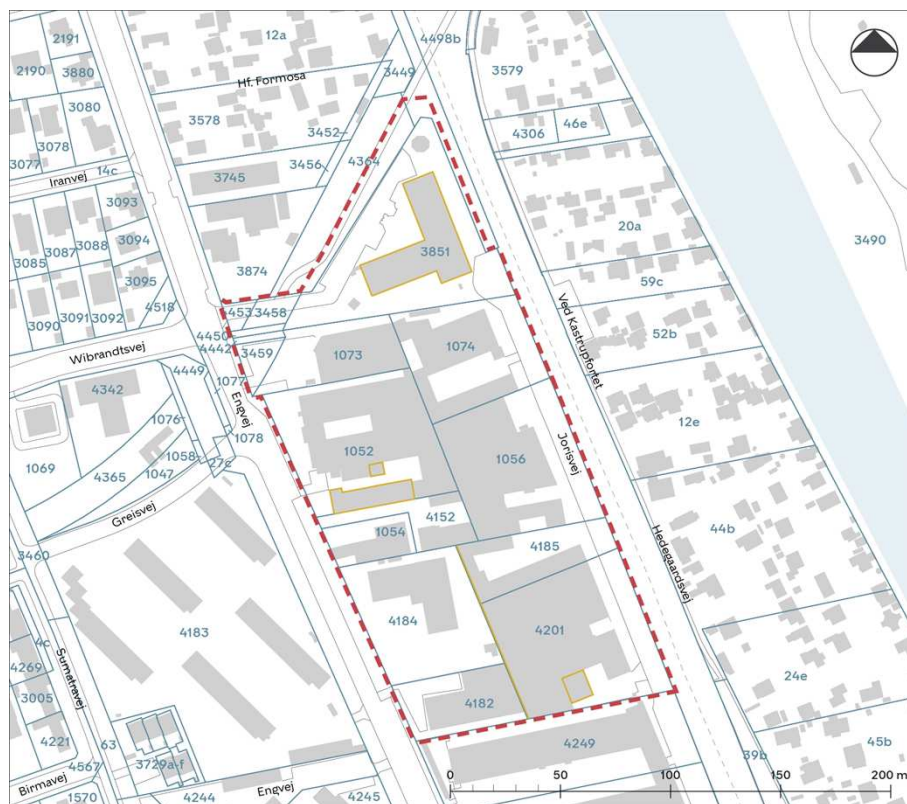 2191
12a
4498b
2190
3880
3449
3579
Hf. Formosa
3080
3578
3452
4306
46e
3078
3077
3456
4364
Iranvej
14c
3745
3093
20a
3851
3088
3094
3087
3490
3085
3874
3095
59c
4518
453
3458
3090
3091
3092
4450
52b
Ved Kastrupfortet
4442
3459
1073
1074
Wibrandtsvej
4449
1077
4342
12e
Engvej
1076
1078
1052
1056
Jorisvej
1069
1058
27c
4365
1047
4152
Greisvej
1054
44b
4185
Hedegaardsvej
3460
4184
4201
4183
4c
24e
4269
Sumatravej
3005
4182
4221
63
4249
39b
45b
4567
3729a-f
Birmavej
1570
4244
Engvej
4245
0 50 100 150 200 m